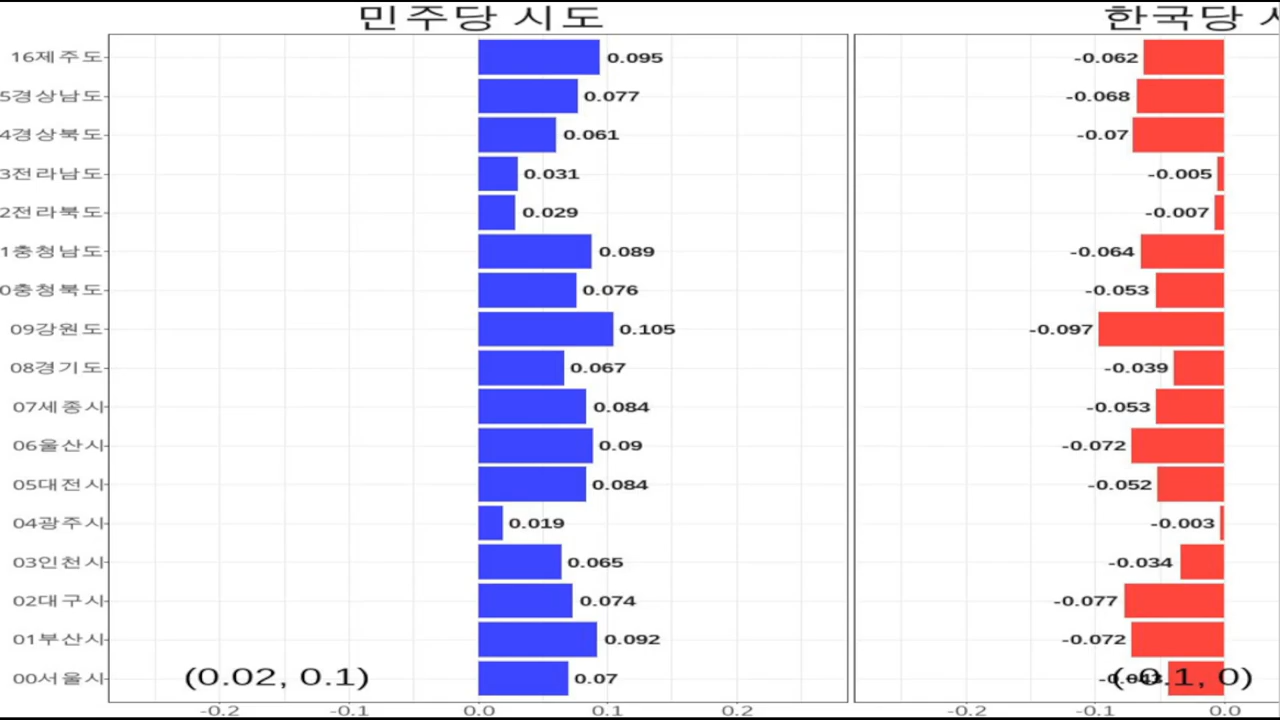 민주당 시도 한국당 시
16제주도 0.095 -0.062
5경상남도 0.077 -0.068
4경상북도 0.061 -0.07
3전라남도 0.031 -0.005
2전라북도 0.029 -0.007
1충청남도 0.089 -0.064
0충청북도 0.076 -0.053
09강원도 0.105 -0.097
08경기도 0.067 -0.039
07세종시 0.084 -0.053
06울산시 0.09 -0.072
05대전시 0.084 -0.052
04광주시 0.019 -0.003
03인천시 0.065 -0.034
02대구시 0.074 -0.077
01부산시 0.092 -0.072
00서울시 (0.02, 0.1) 0.07 (-0.1, 0)
-0.2 -0.1 0.0 0.1 0.2 -0.2 -0.1 0.0